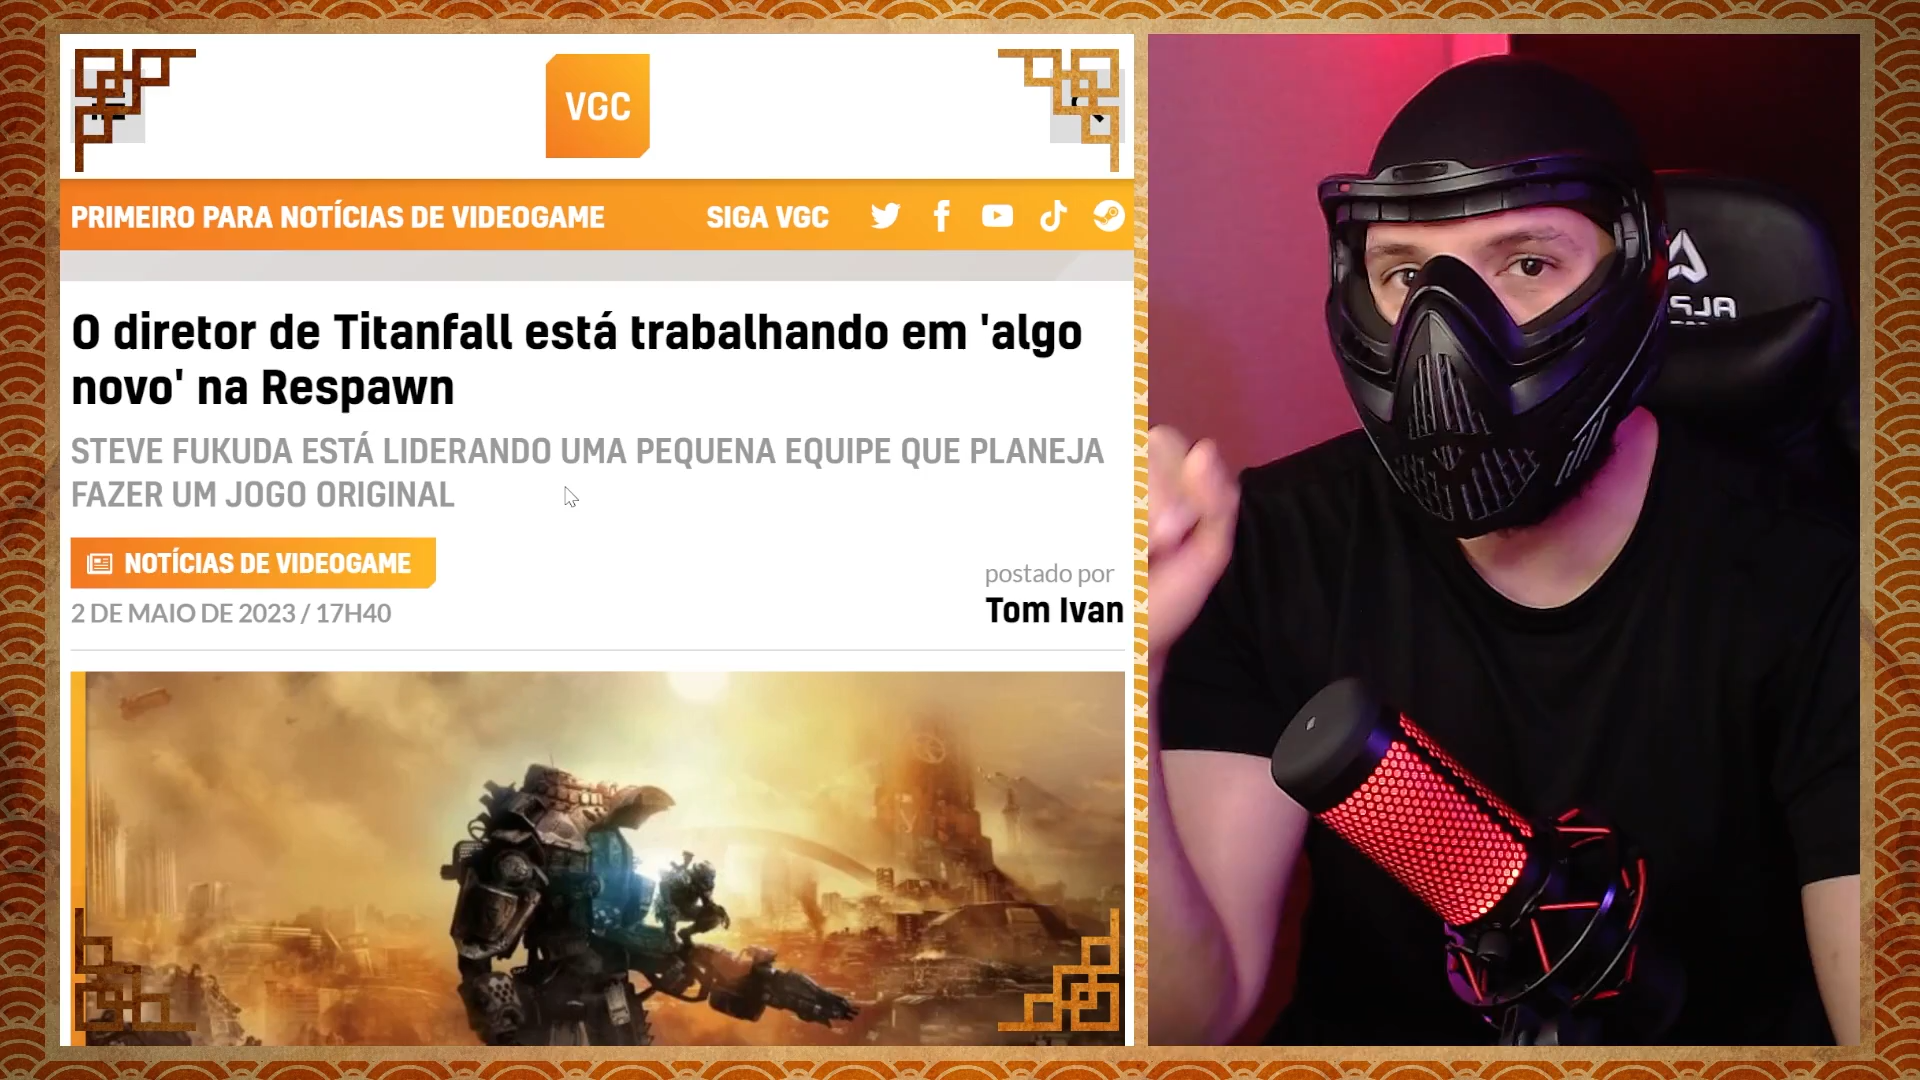 VGC
PRIMEIRO PARA NOTÍCIAS DE VIDEOGAME
SIGA VGC
O diretor de Titanfall está trabalhando em 'algo
novo' na Respawn
STEVE FUKUDA ESTÁ LIDERANDO UMA PEQUENA EQUIPE QUE PLANEJA
FAZER UM JOGO ORIGINAL
NOTÍCIAS DE VIDEOGAME
2 DE MAIO DE 2023 / 17H40
postado por
Tom Ivan